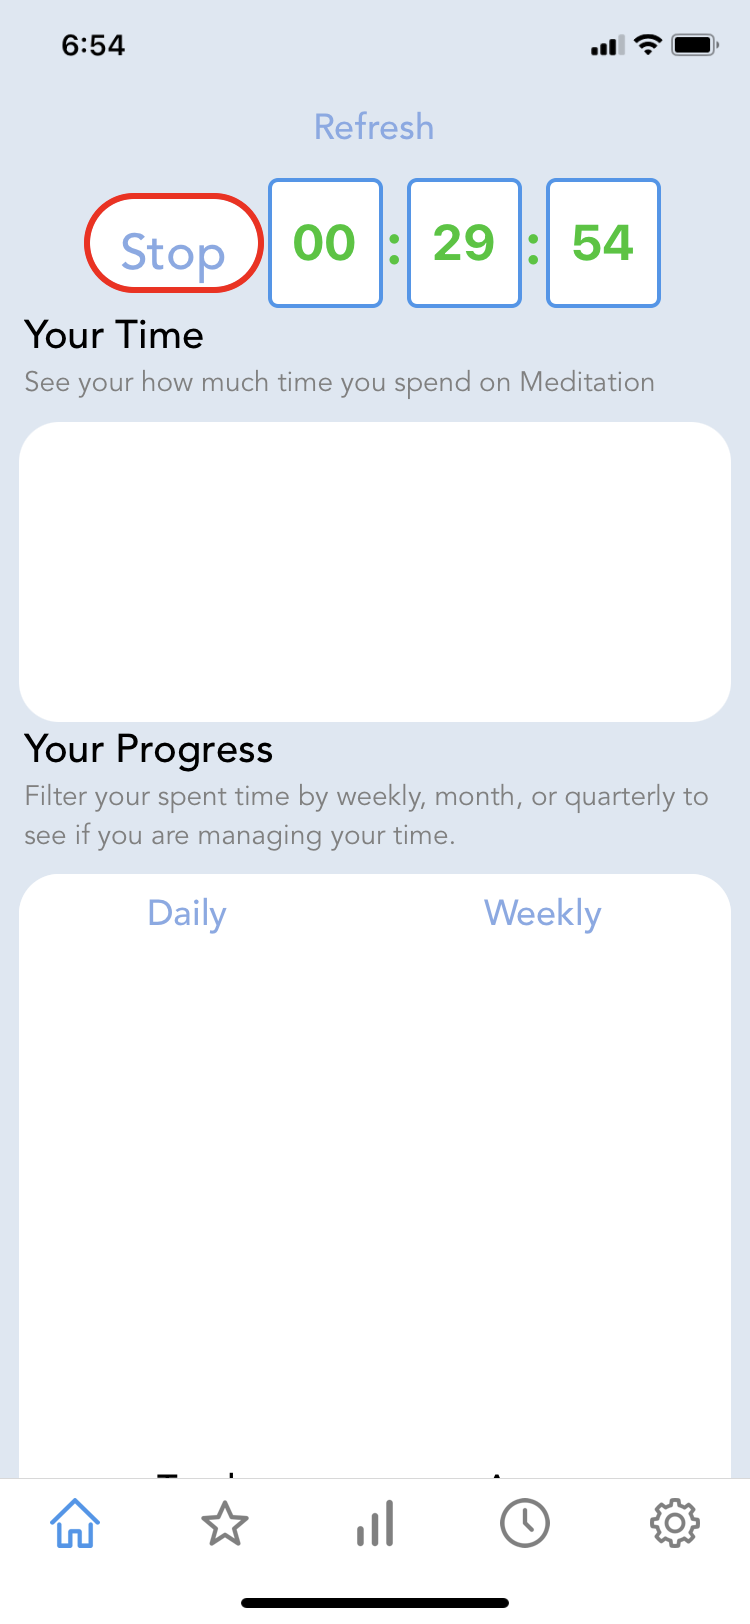 6:54
Refresh
Stop 00 : 29 : 54
Your Time
See your how much time you spend on Meditation
Your Progress
Filter your spent time by weekly, month, or quarterly to
see if you are managing your time.
Daily Weekly